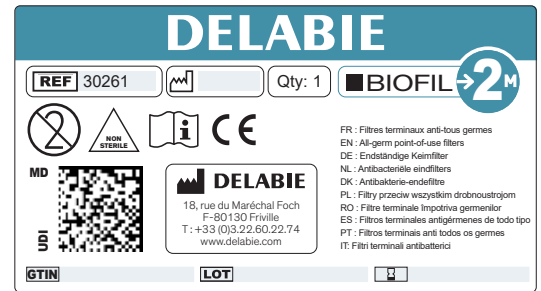 DELABIE
REF 30261
Qty: 1
BIOFIL 2M
2
NON
STERILE
i
CE
FR : Filtres terminaux anti-tous germes
EN : All-germ point-of-use filters
DE : Endständige Keimfilter
NL : Antibacteriële eindfilters
DK : Antibakterie-endefiltre
PL : Filtry przeciw wszystkim drobnoustrojom
RO : Filtre terminale împotriva germenilor
ES : Filtros terminales antigérmenes de todo tipo
PT : Filtros terminais anti todos os germes
IT: Filtri terminali antibatterici
MD
UDI
DELABIE
18, rue du Maréchal Foch
F-80130 Friville
T : +33 (0)3.22.60.22.74
www.delabie.com
GTIN
LOT